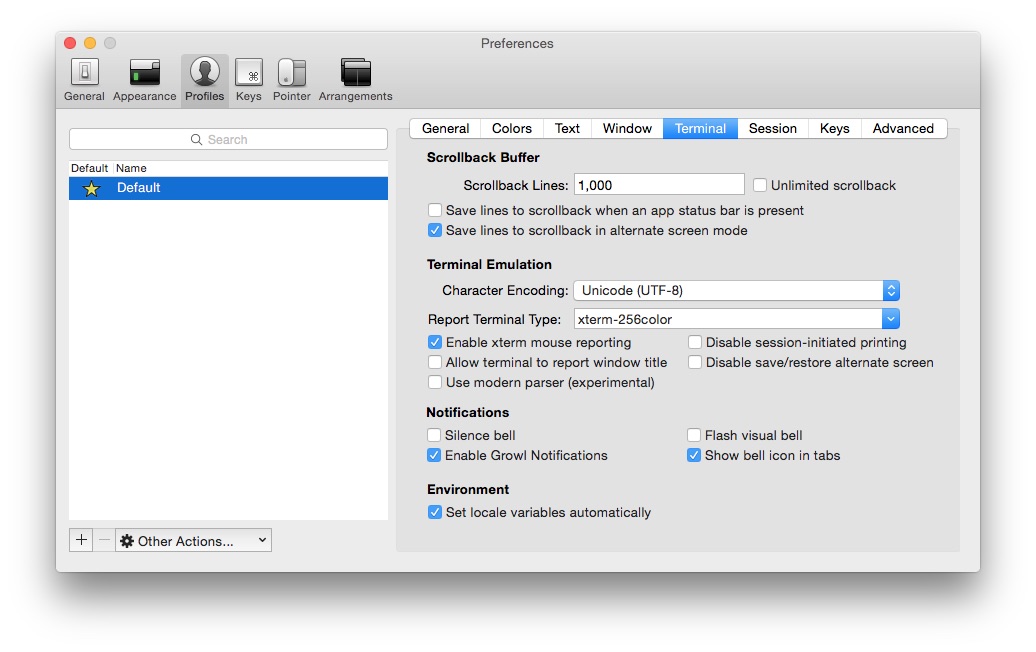 Preferences
General Appearance Profiles Keys Pointer Arrangements
Search
Default Name
Default
Other Actions...
General Colors Text Window Terminal Session Keys Advanced
Scrollback Buffer
Scrollback Lines: 1,000 Unlimited scrollback
Save lines to scrollback when an app status bar is present
Save lines to scrollback in alternate screen mode
Terminal Emulation
Character Encoding: Unicode (UTF-8)
Report Terminal Type: xterm-256color
Enable xterm mouse reporting Disable session-initiated printing
Allow terminal to report window title Disable save/restore alternate screen
Use modern parser (experimental)
Notifications
Silence bell Flash visual bell
Enable Growl Notifications Show bell icon in tabs
Environment
Set locale variables automatically